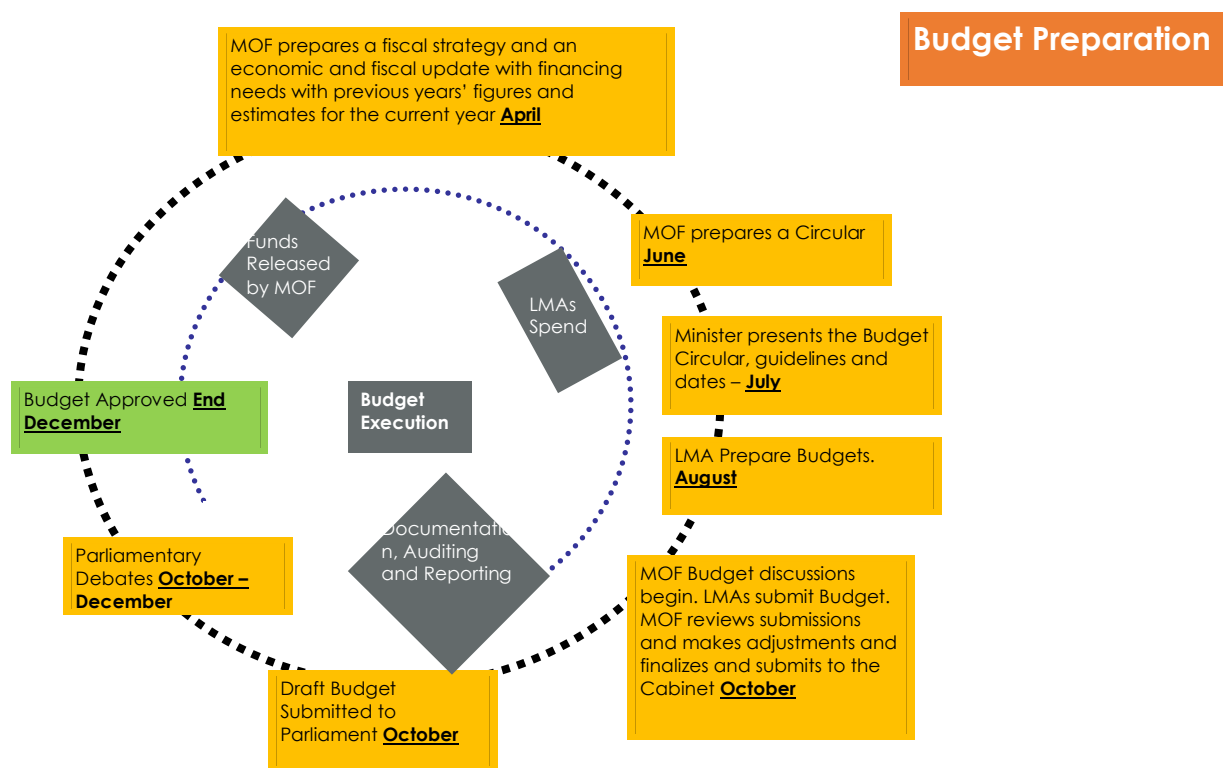 Budget Preparation
MOF prepares a fiscal strategy and an
economic and fiscal update with financing
needs with previous years’ figures and
estimates for the current year April
MOF prepares a Circular
June
Minister presents the Budget
Circular, guidelines and
dates – July
LMA Prepare Budgets.
August
MOF Budget discussions
begin. LMAs submit Budget.
MOF reviews submissions
and makes adjustments and
finalizes and submits to the
Cabinet October
Draft Budget
Submitted to
Parliament October
Parliamentary
Debates October –
December
Budget Approved End
December
Funds
Released
by MOF
LMAs
Spend
Budget
Execution
Documentatio
n, Auditing
and Reporting